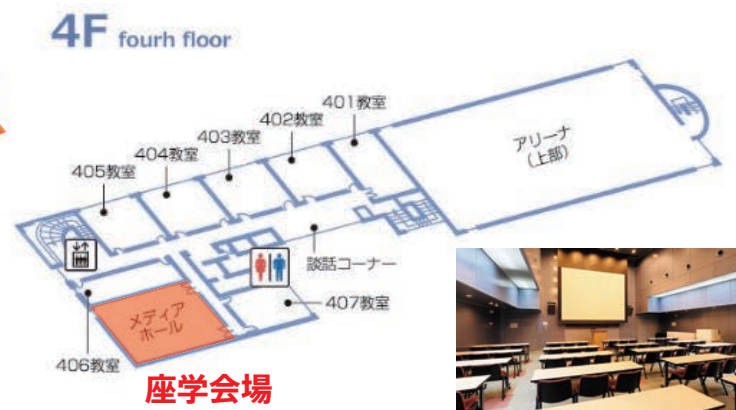 4F fourh floor
401教室
402教室
403教室
404教室
405教室
アリーナ
(上部)
談話コーナー
407教室
メディア
ホール
406教室
座学会場